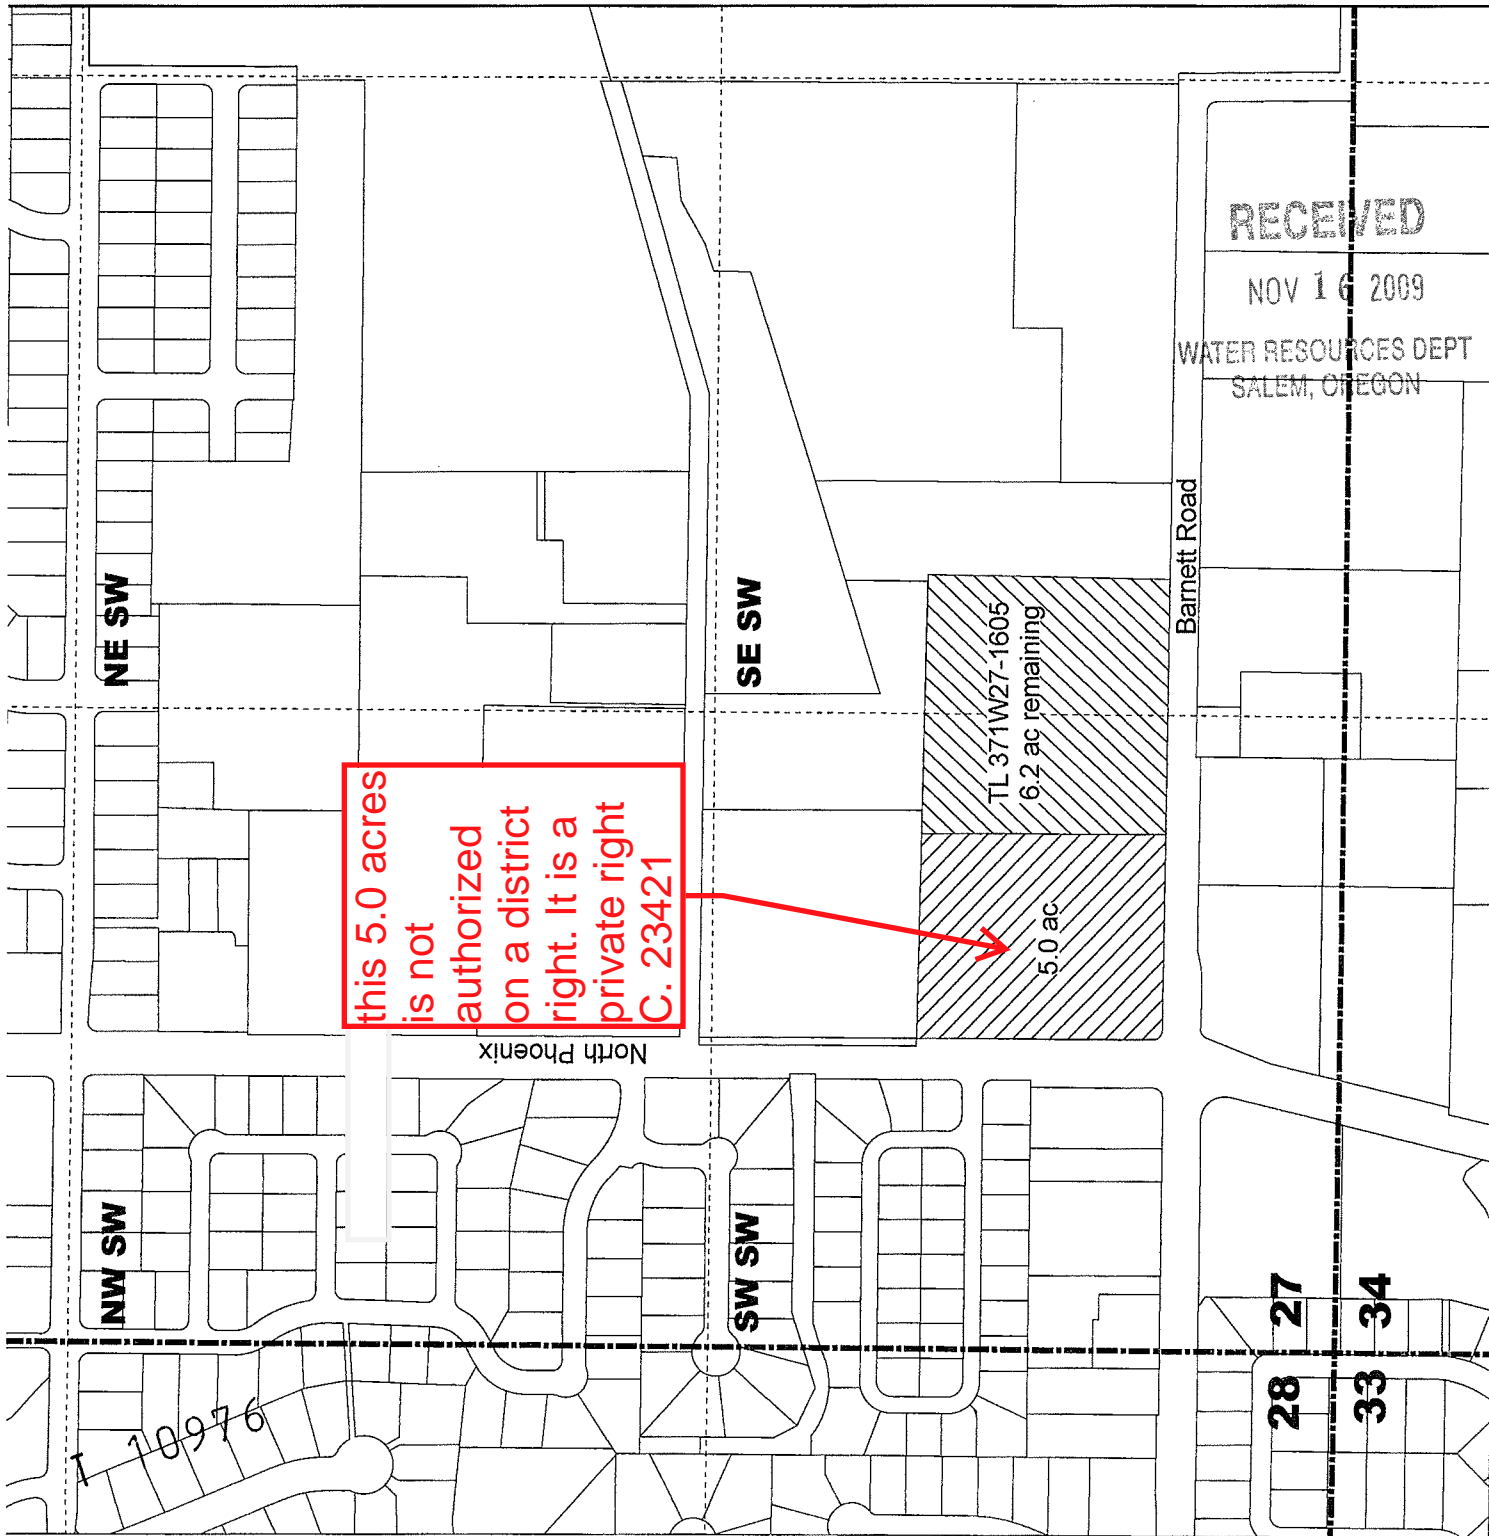 RECEIVED
NOV 16 2009
WATER RESOURCES DEPT
SALEM, OREGON
NE SW
SE SW
Barnett Road
TL 371W27-1605
6.2 ac remaining
this 5.0 acres
is not
authorized
on a district
right. It is a
private right
C. 23421
5.0 ac
North Phoenix
NW SW
SW SW
27
34
28
33
T 10976